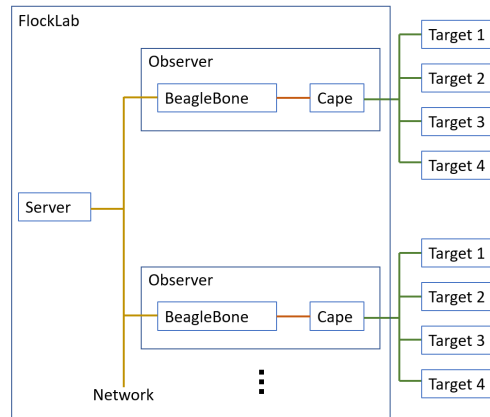 FlockLab
Observer
BeagleBone
Cape
Target 1
Target 2
Target 3
Target 4
Server
Observer
BeagleBone
Cape
Target 1
Target 2
Target 3
Target 4
Network